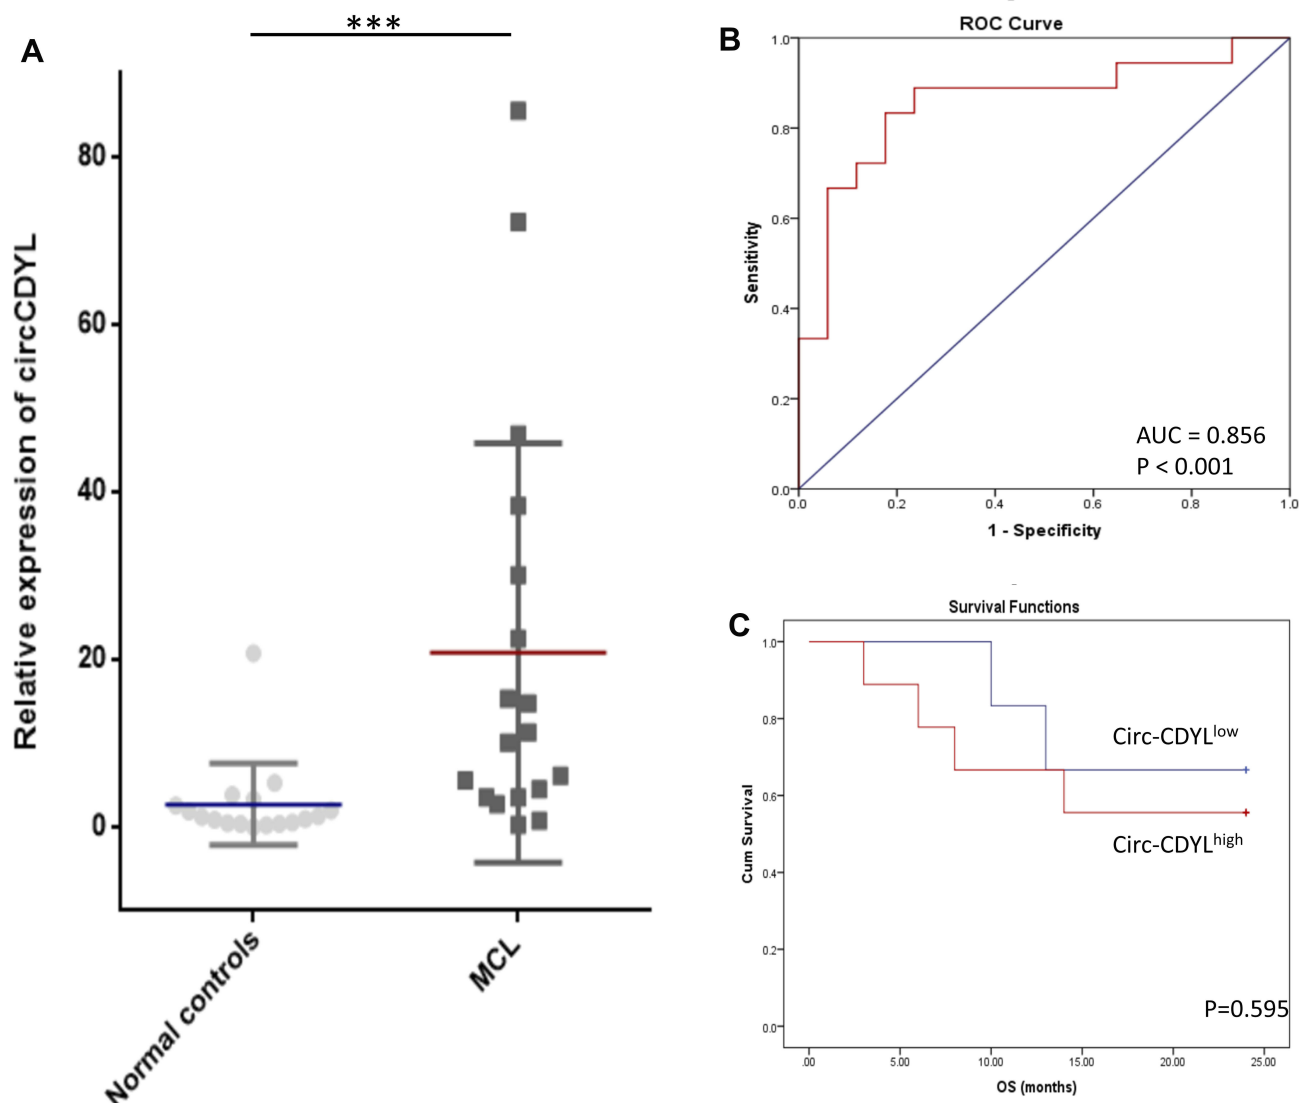 A
***
Relative expression of circCDYL
80
60
40
20
0
Normal controls
MCL
B
ROC Curve
Sensitivity
1.0
0.8
0.6
0.4
0.2
0.0
0.0 0.2 0.4 0.6 0.8 1.0
1 - Specificity
AUC = 0.856
P < 0.001
C
Survival Functions
Cum Survival
1.0
0.8
0.6
0.4
0.2
0.0
.00 5.00 10.00 15.00 20.00 25.00
OS (months)
Circ-CDYLlow
Circ-CDYLhigh
P=0.595